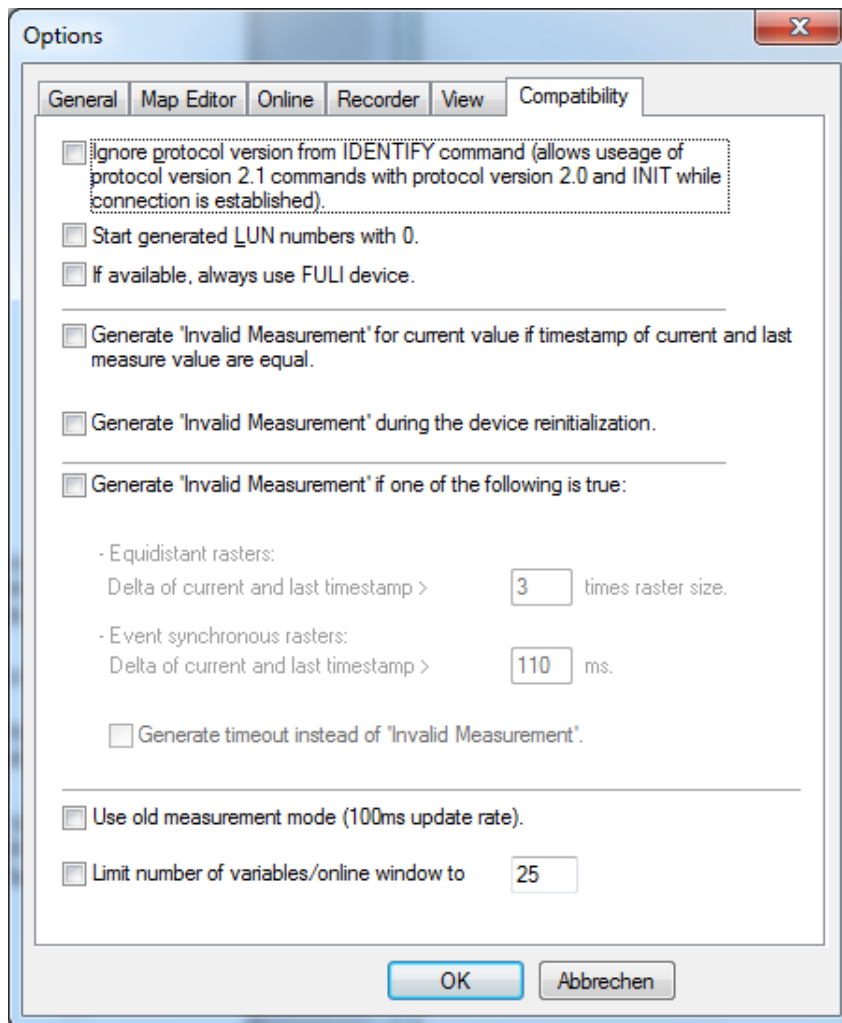 Options
General
Map Editor
Online
Recorder
View
Compatibility
Ignore protocol version from IDENTIFY command (allows useage of
protocol version 2.1 commands with protocol version 2.0 and INIT while
connection is established).
Start generated LUN numbers with 0.
If available, always use FULI device.
Generate 'Invalid Measurement' for current value if timestamp of current and last
measure value are equal.
Generate 'Invalid Measurement' during the device reinitialization.
Generate 'Invalid Measurement' if one of the following is true:
- Equidistant rasters:
Delta of current and last timestamp > 3 times raster size.
- Event synchronous rasters:
Delta of current and last timestamp > 110 ms.
Generate timeout instead of 'Invalid Measurement'.
Use old measurement mode (100ms update rate).
Limit number of variables/online window to 25
OK
Abbrechen